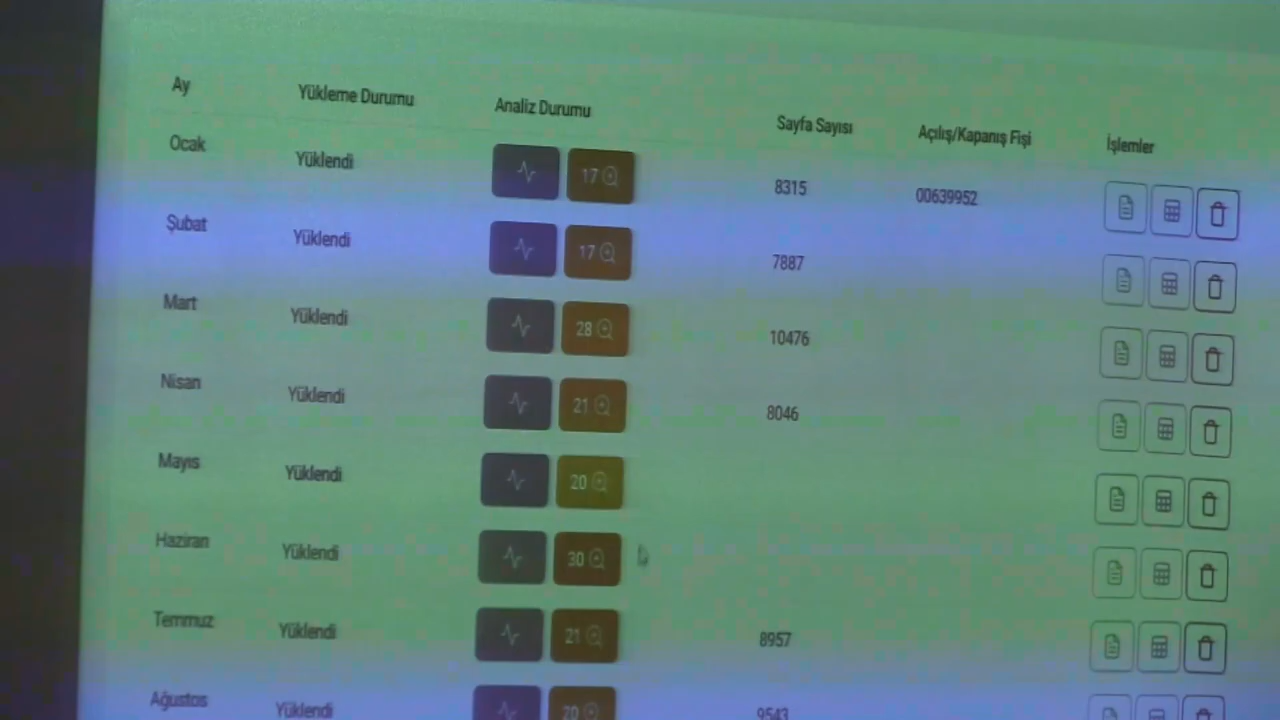 Ay Yükleme Durumu Analiz Durumu Sayfa Sayısı Açılış/Kapanış Fişi İşlemler
Ocak Yüklendi 17 8315 00639952
Şubat Yüklendi 17 7887
Mart Yüklendi 28 10476
Nisan Yüklendi 21 8046
Mayıs Yüklendi 20
Haziran Yüklendi 30
Temmuz Yüklendi 21 8957
Ağustos Yüklendi 20 9543